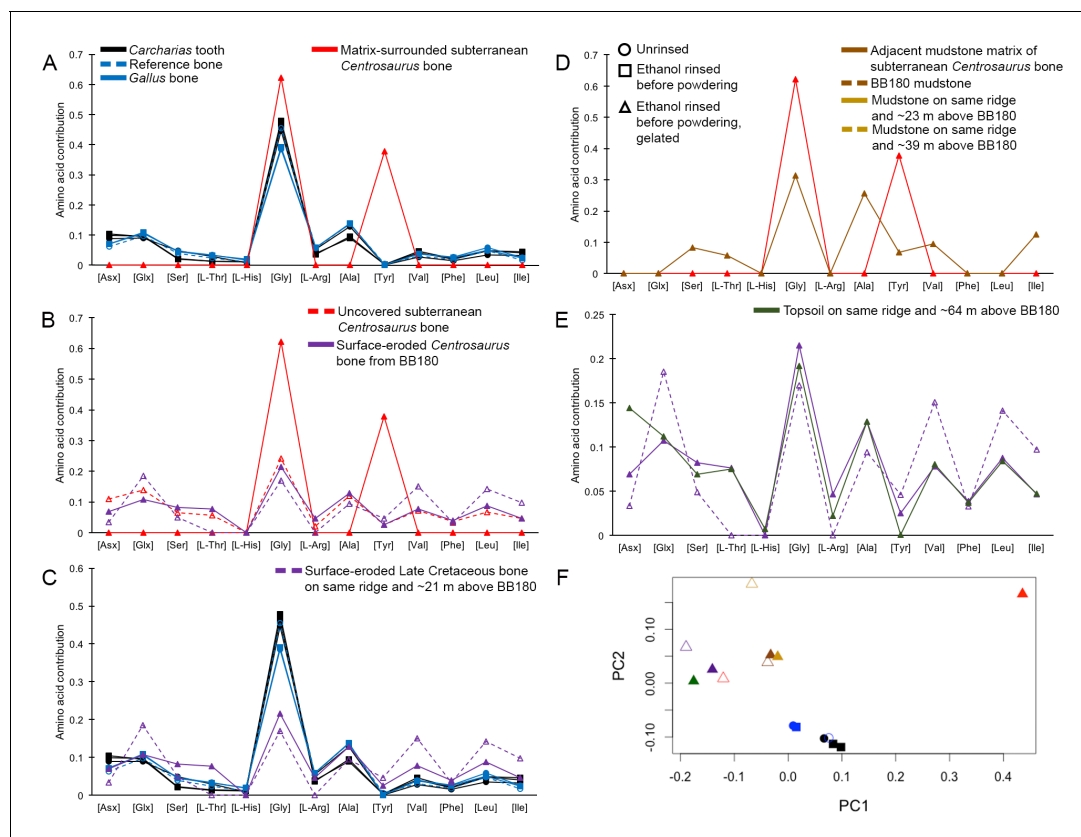 A
Carcharias tooth
Reference bone
Gallus bone
Matrix-surrounded subterranean
Centrosaurus bone
Amino acid contribution
0.7
0.6
0.5
0.4
0.3
0.2
0.1
0
[Asx] [Glx] [Ser] [L-Thr] [L-His] [Gly] [L-Arg] [Ala] [Tyr] [Val] [Phe] [Leu] [Ile]
B
Uncovered subterranean
Centrosaurus bone
Surface-eroded Centrosaurus
bone from BB180
Amino acid contribution
0.7
0.6
0.5
0.4
0.3
0.2
0.1
0
[Asx] [Glx] [Ser] [L-Thr] [L-His] [Gly] [L-Arg] [Ala] [Tyr] [Val] [Phe] [Leu] [Ile]
C
Surface-eroded Late Cretaceous bone
on same ridge and ~21 m above BB180
Amino acid contribution
0.6
0.5
0.4
0.3
0.2
0.1
0
[Asx] [Glx] [Ser] [L-Thr] [L-His] [Gly] [L-Arg] [Ala] [Tyr] [Val] [Phe] [Leu] [Ile]
D
Unrinsed
Ethanol rinsed
before powdering
Ethanol rinsed
before powdering,
gelated
Adjacent mudstone matrix of
subterranean Centrosaurus bone
BB180 mudstone
Mudstone on same ridge
and ~23 m above BB180
Mudstone on same ridge
and ~39 m above BB180
Amino acid contribution
0.7
0.6
0.5
0.4
0.3
0.2
0.1
0
[Asx] [Glx] [Ser] [L-Thr] [L-His] [Gly] [L-Arg] [Ala] [Tyr] [Val] [Phe] [Leu] [Ile]
E
Topsoil on same ridge and ~64 m above BB180
Amino acid contribution
0.25
0.2
0.15
0.1
0.05
0
[Asx] [Glx] [Ser] [L-Thr] [L-His] [Gly] [L-Arg] [Ala] [Tyr] [Val] [Phe] [Leu] [Ile]
F
PC2
0.10
0.00
-0.10
-0.2 -0.1 0.0 0.1 0.2 0.4
PC1